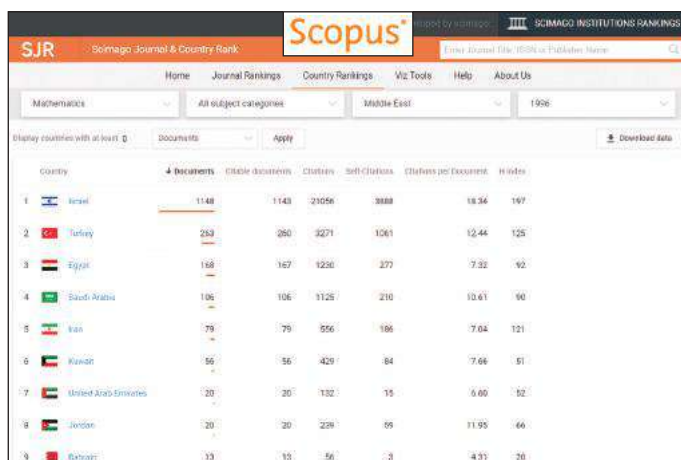 Scopus®
SCIMAGO INSTITUTIONS RANKINGS
SJR Scimago Journal & Country Rank Enter Journal Title, ISSN or Publisher Name
Home Journal Rankings Country Rankings Viz Tools Help About Us
Mathematics All subject categories Middle East 1996
Display countries with at least 0 Documents Apply Download data
Country Documents Citable documents Citations Self-Citations Citations per Document H index
1 Israel 1148 1143 21056 3888 18.34 197
2 Turkey 263 260 3271 1061 12.44 125
3 Egypt 168 167 1230 277 7.32 92
4 Saudi Arabia 106 106 1125 210 10.61 90
5 Iran 79 79 556 186 7.04 121
6 Kuwait 56 56 429 84 7.66 51
7 United Arab Emirates 20 20 132 15 6.60 52
8 Jordan 20 20 239 59 11.95 66
9 Bahrain 13 13 56 3 4.31 20